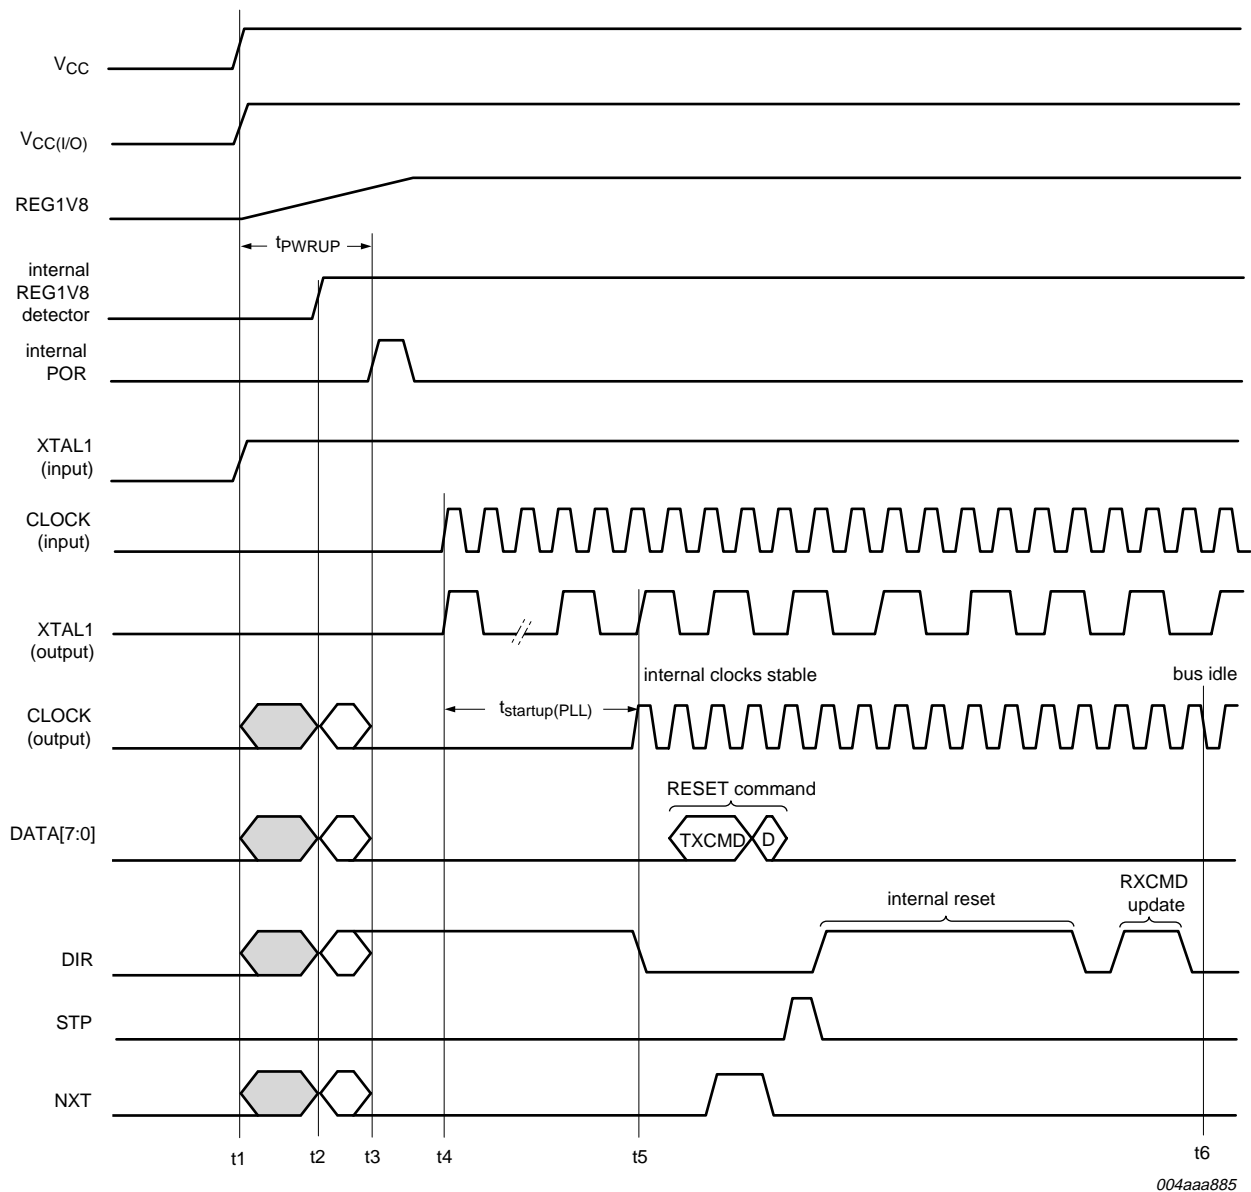 VCC
VCC(I/O)
REG1V8
tPWRUP
internal
REG1V8
detector
internal
POR
XTAL1
(input)
CLOCK
(input)
XTAL1
(output)
internal clocks stable
bus idle
CLOCK
(output)
tstartup(PLL)
RESET command
DATA[7:0]
TXCMD
D
RXCMD
update
internal reset
DIR
STP
NXT
t1
t2
t3
t4
t5
t6
004aaa885